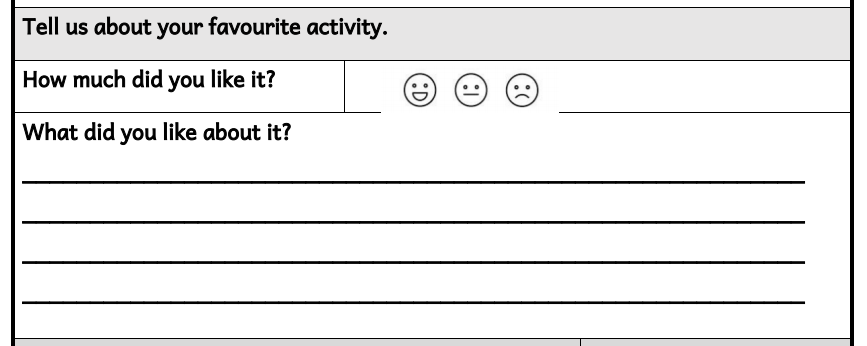 Tell us about your favourite activity.
How much did you like it?
What did you like about it?